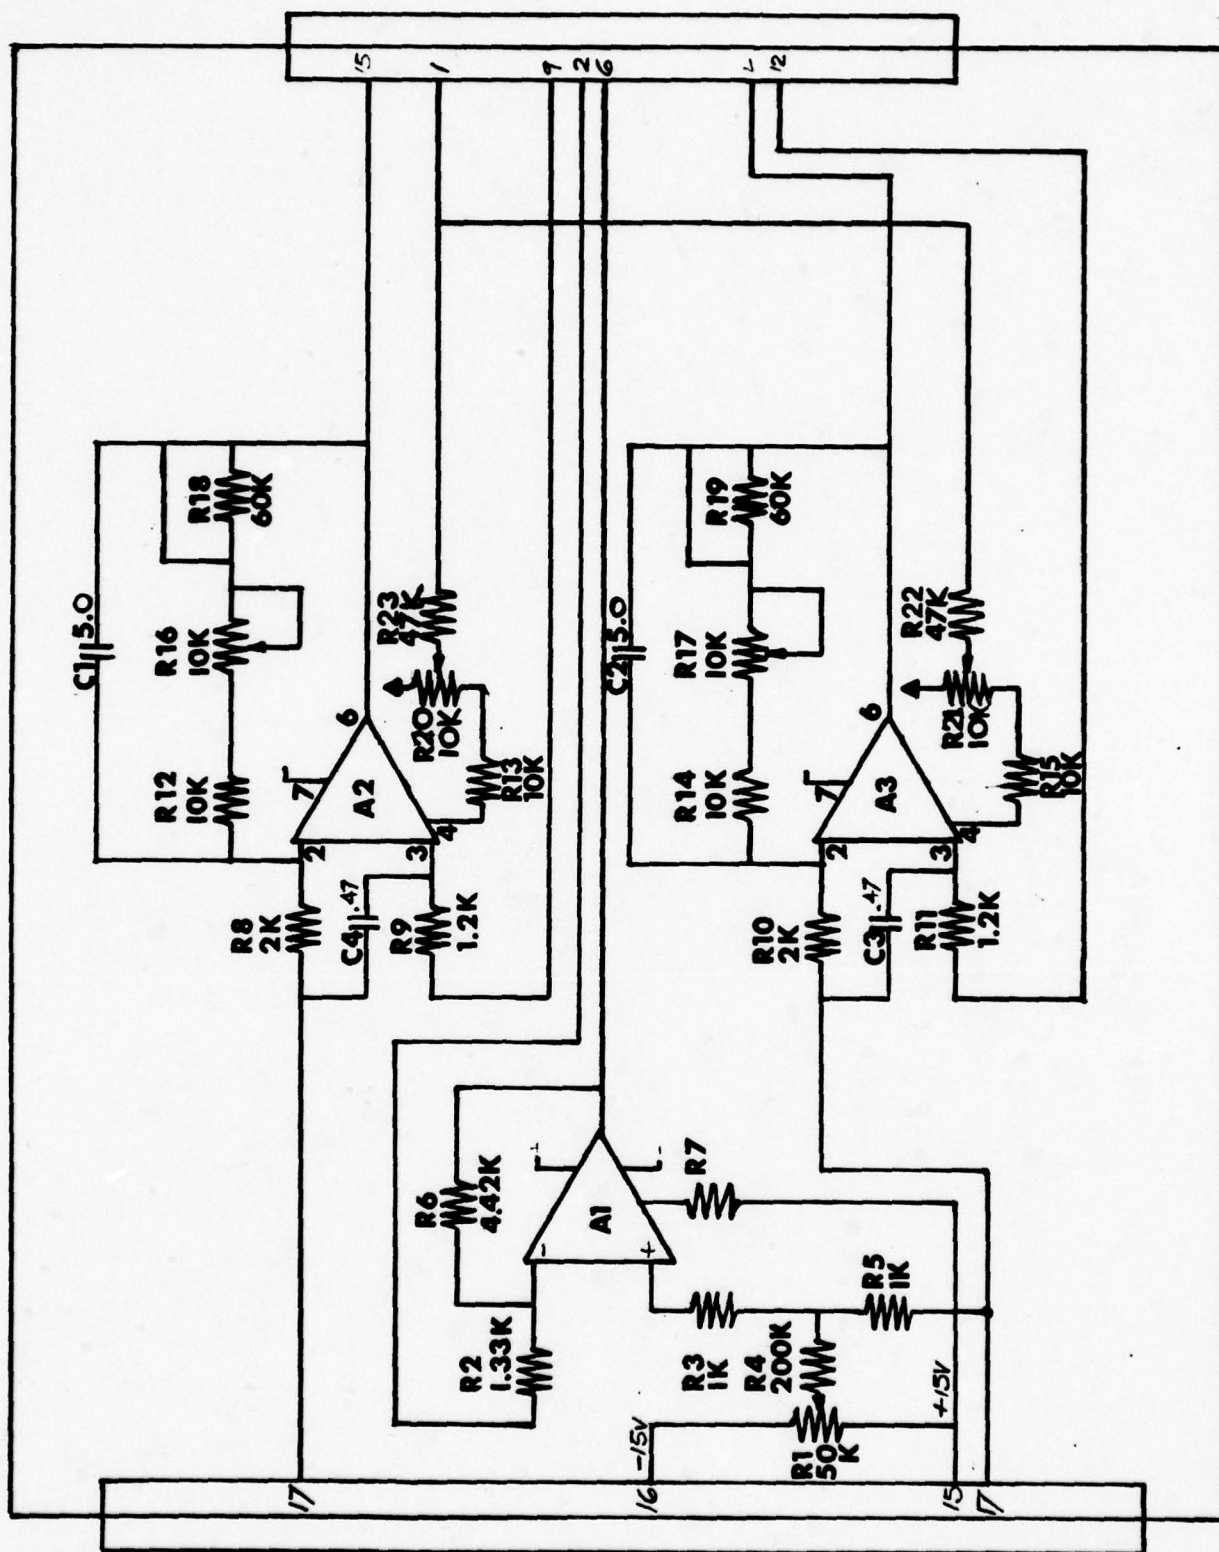 15
1
9
2
6
L
12
C1 5.0
R18
60K
R16
10K
R12
10K
R23
47K
R20
10K
R13
10K
7
6
A2
2
3
4
R8
2K
C4 .47
R9
1.2K
C2 5.0
R19
60K
R17
10K
R14
10K
R22
47K
R21
10K
R15
10K
7
6
A3
2
3
4
R10
2K
C3 .47
R11
1.2K
R6
4.42K
R2
1.33K
A1
-
+
+
-
R7
R3
1K
R4
200K
R5
1K
R1
50
K
-15V
+15V
17
16
15
17